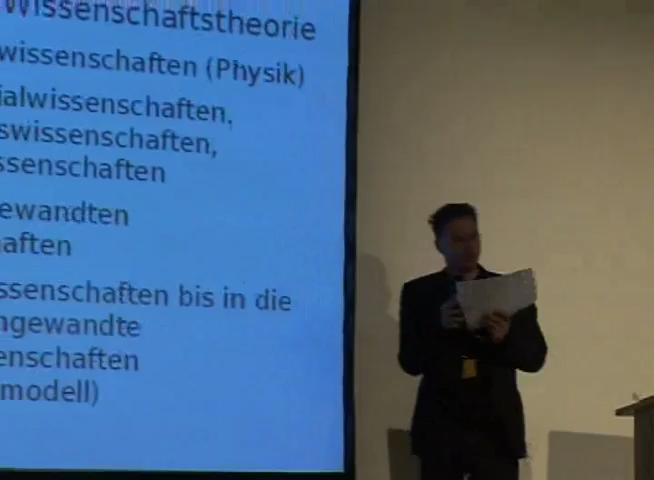 Wissenschaftstheorie
wissenschaften (Physik)
ialwissenschaften,
swissenschaften,
ssenschaften
ewandten
aften
ssenschaften bis in die
ngewandte
enschaften
modell)